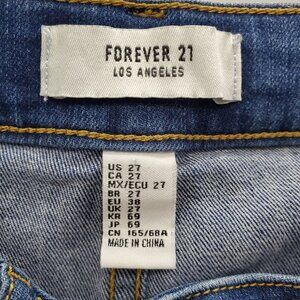 FOREVER 21
LOS ANGELES
US 27
CA 27
MX/ECU 27
BR 27
EU 38
UK 27
KR 69
JP 69
CN 165/68A
MADE IN CHINA